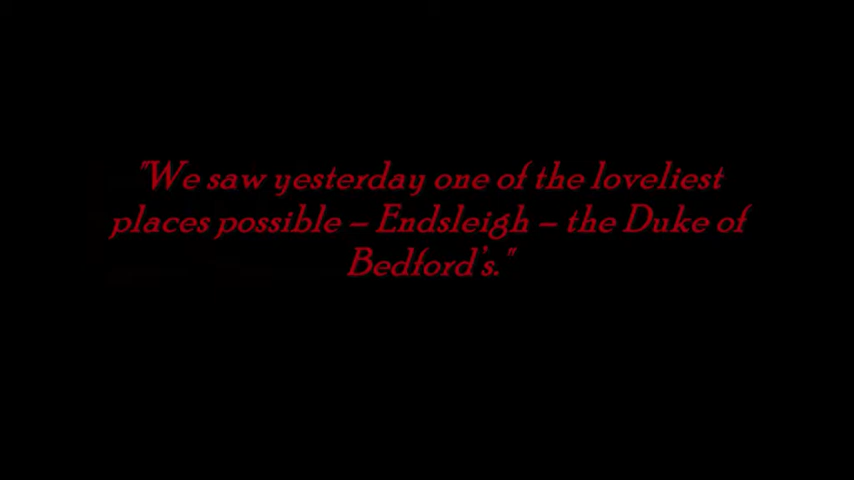 "We saw yesterday one of the loveliest
places possible – Endsleigh – the Duke of
Bedford's."